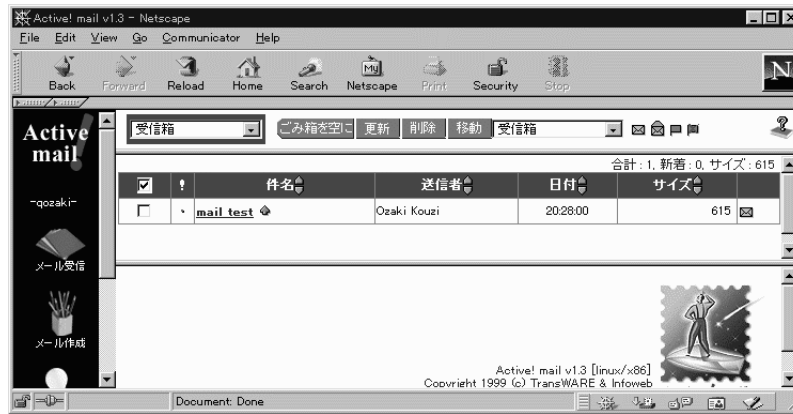 Active! mail v1.3 - Netscape
File Edit View Go Communicator Help
Back Forward Reload Home Search Netscape Print Security Stop
My
N
Active! mail
受信箱 ごみ箱を空に 更新 削除 移動 受信箱
合計 : 1, 新着 : 0, サイズ : 615
! 件名 送信者 日付 サイズ
mail test Ozaki Kouzi 20:28:00 615
-qozaki-
メール受信
メール作成
Active! mail v1.3 [linux/x86]
Copyright 1999 (c) TransWARE & Infoweb
Document: Done